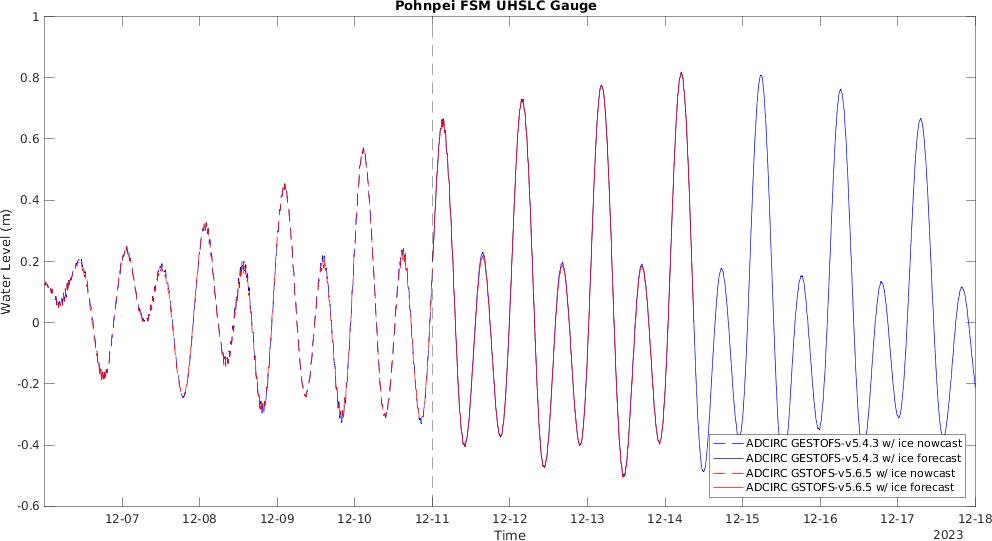 Pohnpei FSM UHSLC Gauge
1
0.8
0.6
0.4
0.2
0
-0.2
-0.4
-0.6
Water Level (m)
ADCIRC GESTOFS-v5.4.3 w/ ice nowcast
ADCIRC GESTOFS-v5.4.3 w/ ice forecast
ADCIRC GSTOFS-v5.6.5 w/ ice nowcast
ADCIRC GSTOFS-v5.6.5 w/ ice forecast
12-07 12-08 12-09 12-10 12-11 12-12 12-13 12-14 12-15 12-16 12-17 12-18
Time
2023